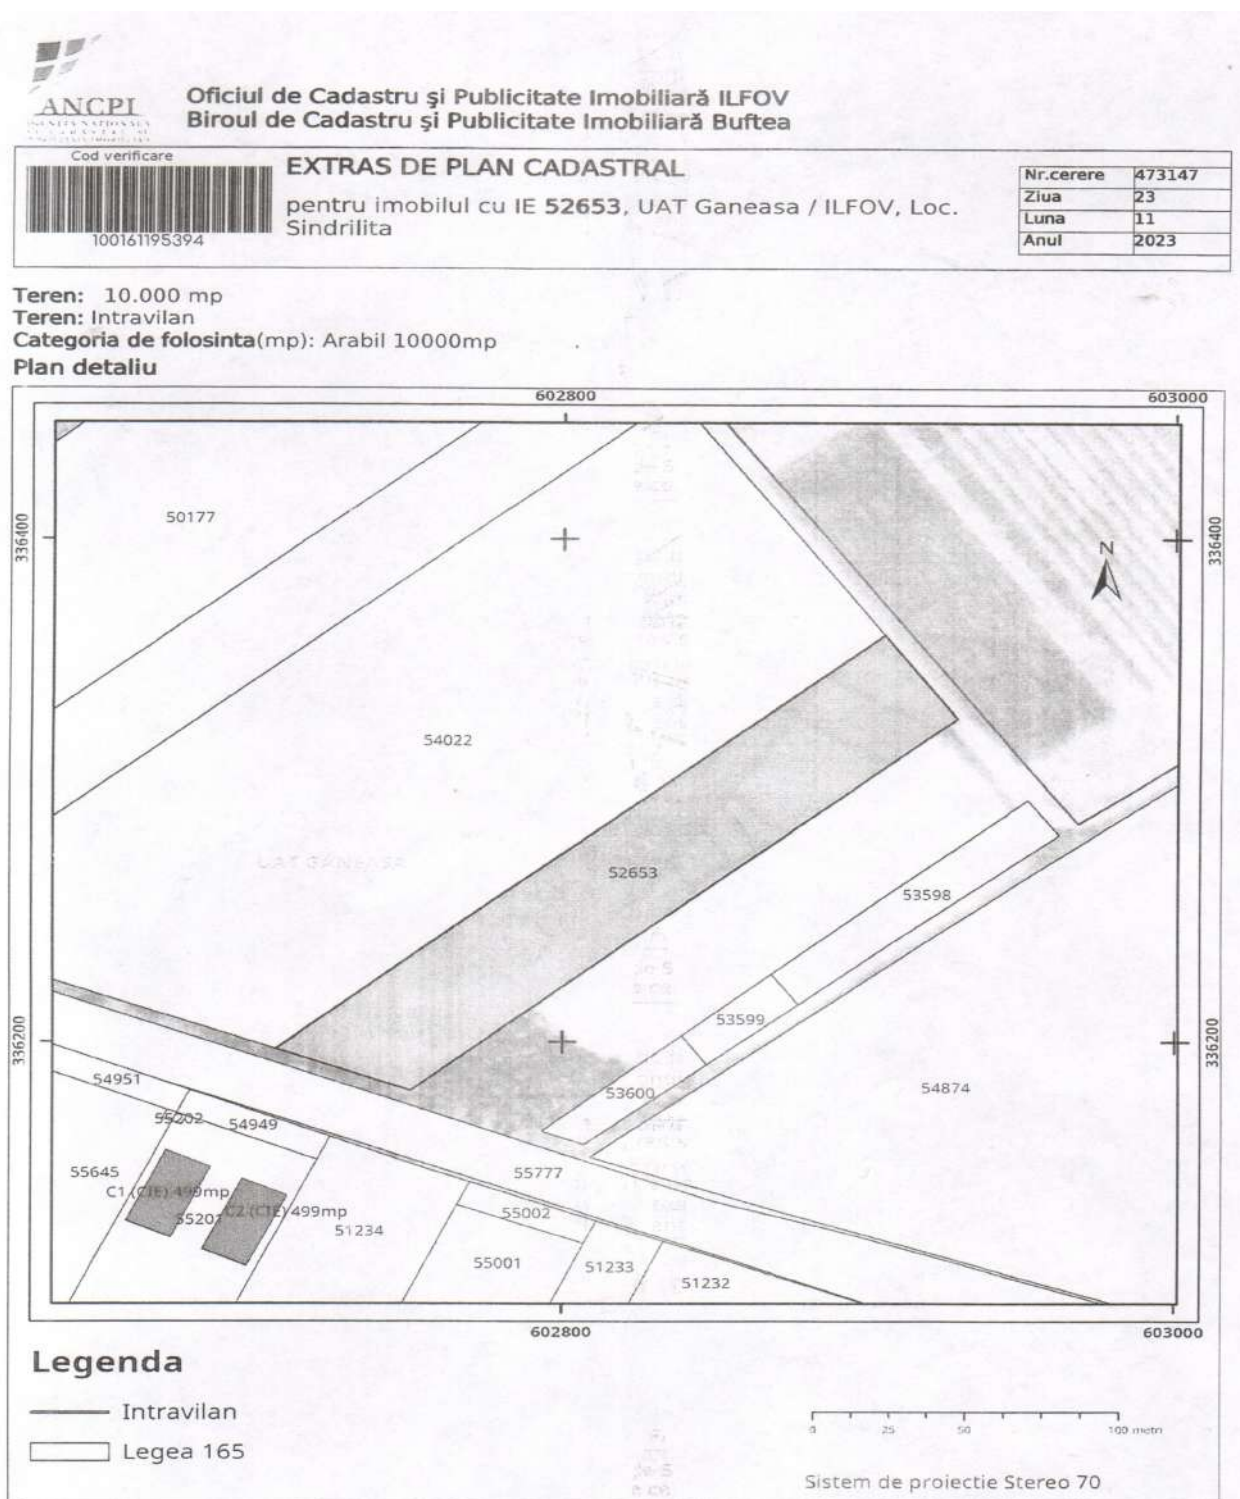 ANCPI
Oficiul de Cadastru şi Publicitate Imobiliară ILFOV
Biroul de Cadastru şi Publicitate Imobiliară Buftea
Cod verificare
100161195394
EXTRAS DE PLAN CADASTRAL
pentru imobilul cu IE 52653, UAT Ganeasa / ILFOV, Loc.
Sindrilita
Nr.cerere 473147
Ziua 23
Luna 11
Anul 2023
Teren: 10.000 mp
Teren: Intravilan
Categoria de folosinta(mp): Arabil 10000mp
Plan detaliu
602800
603000
336400
336400
50177
N
54022
UAT GANEASA
52653
53598
53599
336200
336200
53600
54874
54951
55202
54949
55645
55777
C1 (CIE) 499mp
55201
C2 (CIE) 499mp
51234
55002
55001
51233
51232
602800
603000
Legenda
Intravilan
Legea 165
0 25 50 100 metri
Sistem de proiectie Stereo 70